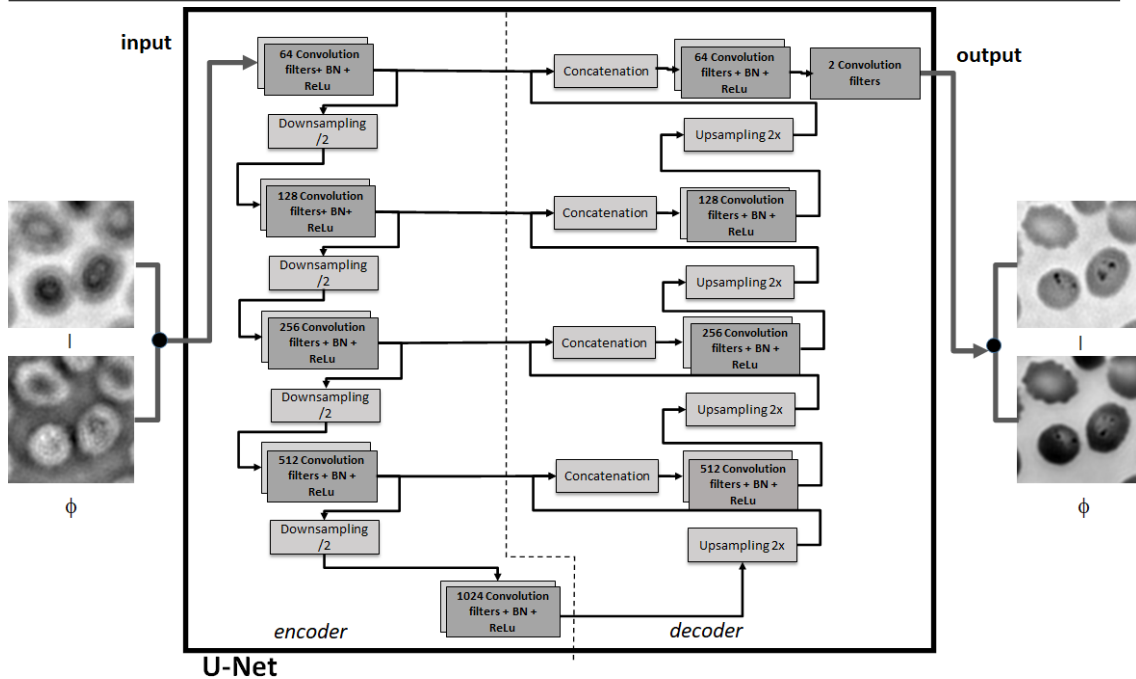 input
64 Convolution
filters+ BN +
ReLu
Downsampling
/2
128 Convolution
filters+ BN+
ReLu
Downsampling
/2
256 Convolution
filters + BN +
ReLu
Downsampling
/2
512 Convolution
filters + BN +
ReLu
Downsampling
/2
1024 Convolution
filters + BN +
ReLu
encoder
decoder
Upsampling 2x
Concatenation
512 Convolution
filters + BN +
ReLu
Upsampling 2x
Concatenation
256 Convolution
filters + BN +
ReLu
Upsampling 2x
Concatenation
128 Convolution
filters + BN +
ReLu
Upsampling 2x
Concatenation
64 Convolution
filters + BN +
ReLu
2 Convolution
filters
output
I
ϕ
I
ϕ
U-Net